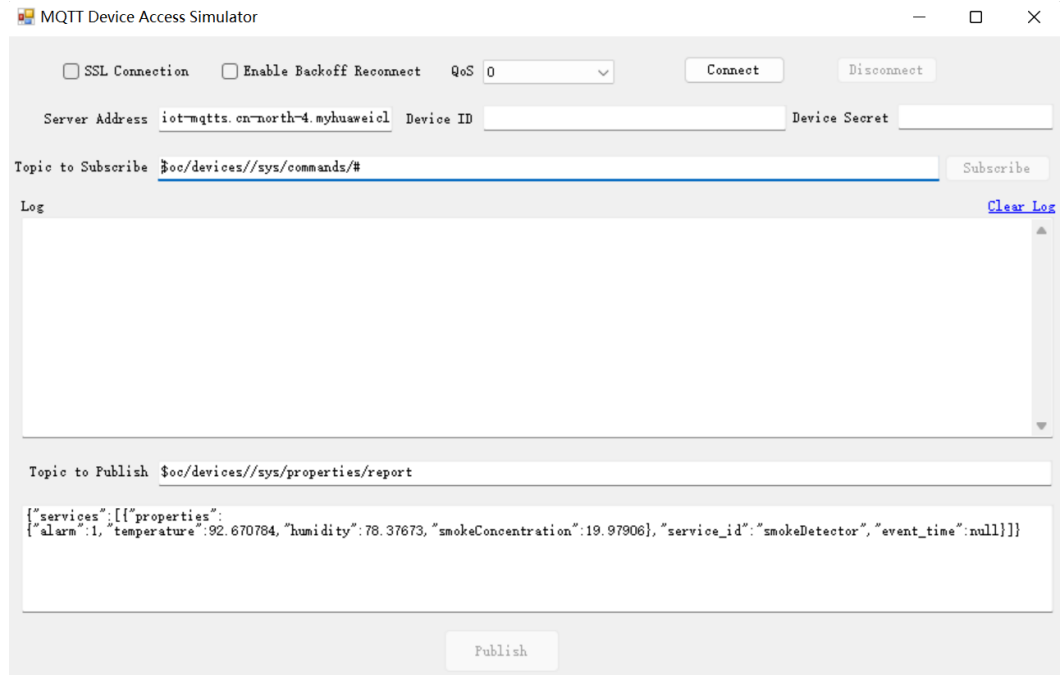 MQTT Device Access Simulator
SSL Connection Enable Backoff Reconnect QoS 0 Connect Disconnect
Server Address iot-mqtts.cn-north-4.myhuaweicl Device ID Device Secret
Topic to Subscribe $oc/devices//sys/commands/# Subscribe
Log Clear Log
Topic to Publish $oc/devices//sys/properties/report
{"services":[{"properties":
{"alarm":1,"temperature":92.670784,"humidity":78.37673,"smokeConcentration":19.97906},"service_id":"smokeDetector","event_time":null}]}
Publish